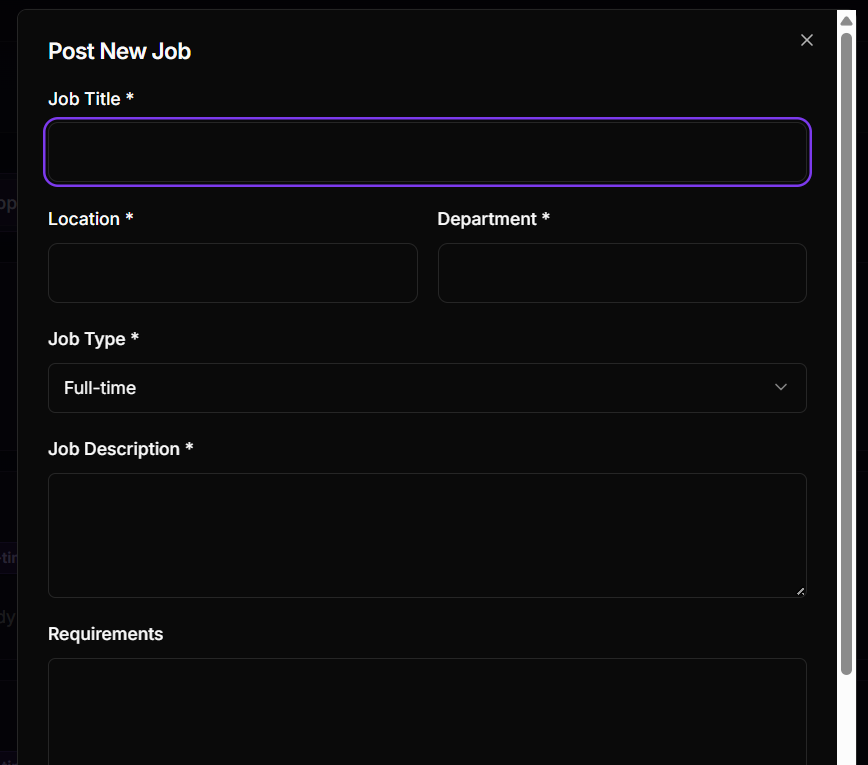 Post New Job
Job Title *
Location *
Department *
Job Type *
Full-time
Job Description *
Requirements